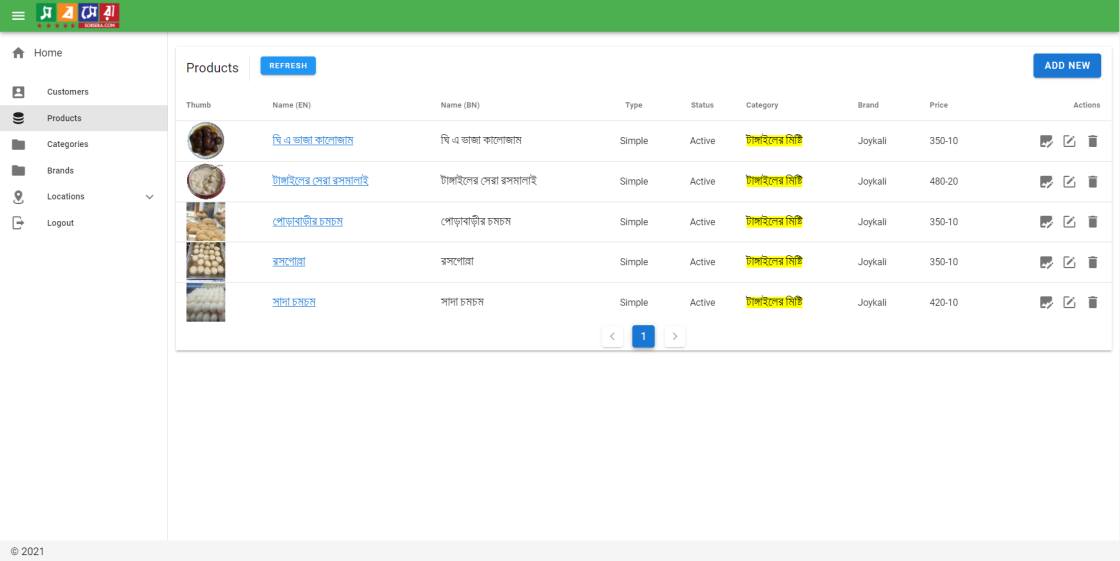 স ব সে রা
SOBSERA.COM
Home
Customers
Products
Categories
Brands
Locations
Logout
Products REFRESH ADD NEW
Thumb Name (EN) Name (BN) Type Status Category Brand Price Actions
ঘি এ ভাজা কালোজাম ঘি এ ভাজা কালোজাম Simple Active টাঙ্গাইলের মিষ্টি Joykali 350-10
টাঙ্গাইলের সেরা রসমালাই টাঙ্গাইলের সেরা রসমালাই Simple Active টাঙ্গাইলের মিষ্টি Joykali 480-20
পোড়াবাড়ীর চমচম পোড়াবাড়ীর চমচম Simple Active টাঙ্গাইলের মিষ্টি Joykali 350-10
রসগোল্লা রসগোল্লা Simple Active টাঙ্গাইলের মিষ্টি Joykali 350-10
সাদা চমচম সাদা চমচম Simple Active টাঙ্গাইলের মিষ্টি Joykali 420-10
1
© 2021